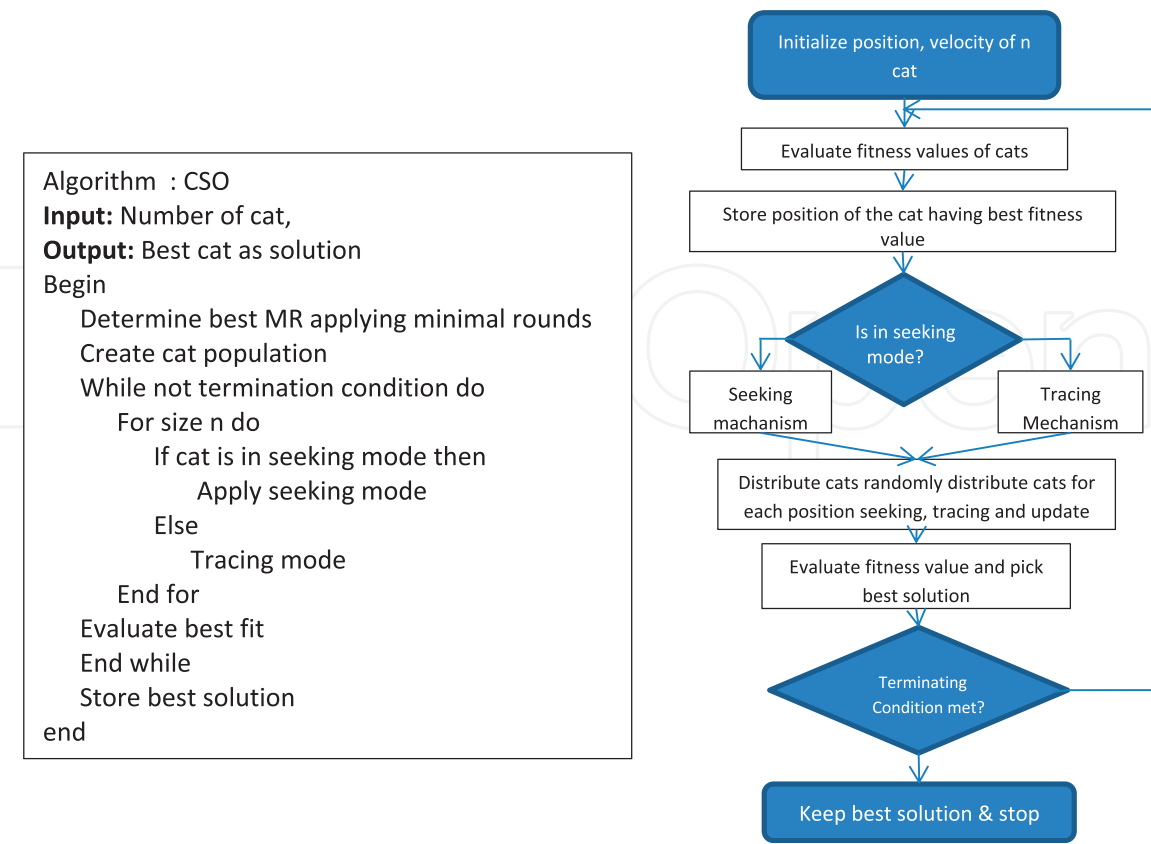 Algorithm : CSO
Input: Number of cat,
Output: Best cat as solution
Begin
Determine best MR applying minimal rounds
Create cat population
While not termination condition do
For size n do
If cat is in seeking mode then
Apply seeking mode
Else
Tracing mode
End for
Evaluate best fit
End while
Store best solution
end
Initialize position, velocity of n
cat
Evaluate fitness values of cats
Store position of the cat having best fitness
value
Is in seeking
mode?
Seeking
machanism
Tracing
Mechanism
Distribute cats randomly distribute cats for
each position seeking, tracing and update
Evaluate fitness value and pick
best solution
Terminating
Condition met?
Keep best solution & stop
Open